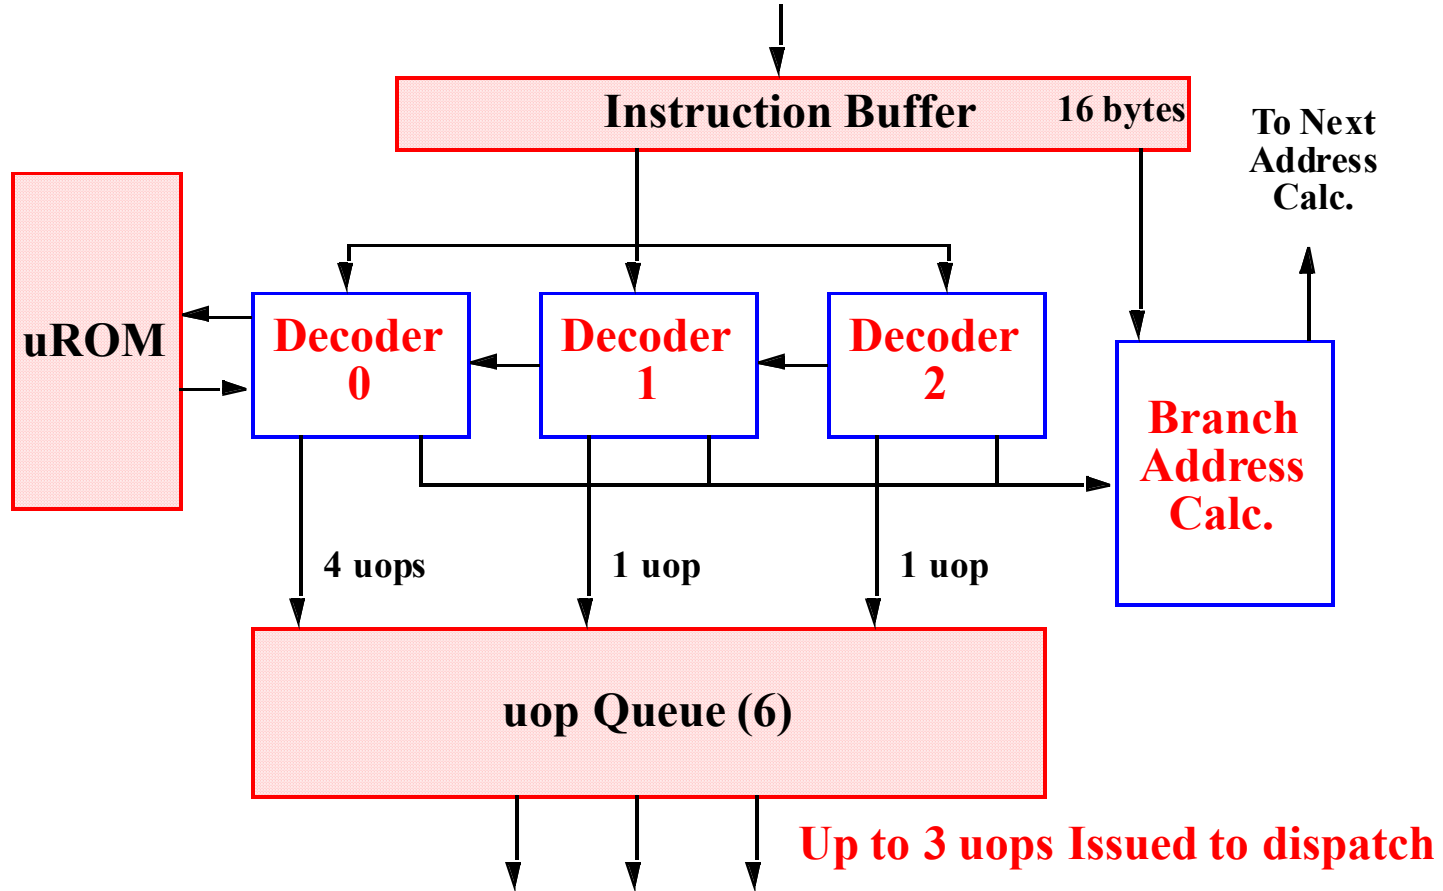 Instruction Buffer 16 bytes
To Next
Address
Calc.
uROM
Decoder
0
Decoder
1
Decoder
2
Branch
Address
Calc.
4 uops
1 uop
1 uop
uop Queue (6)
Up to 3 uops Issued to dispatch